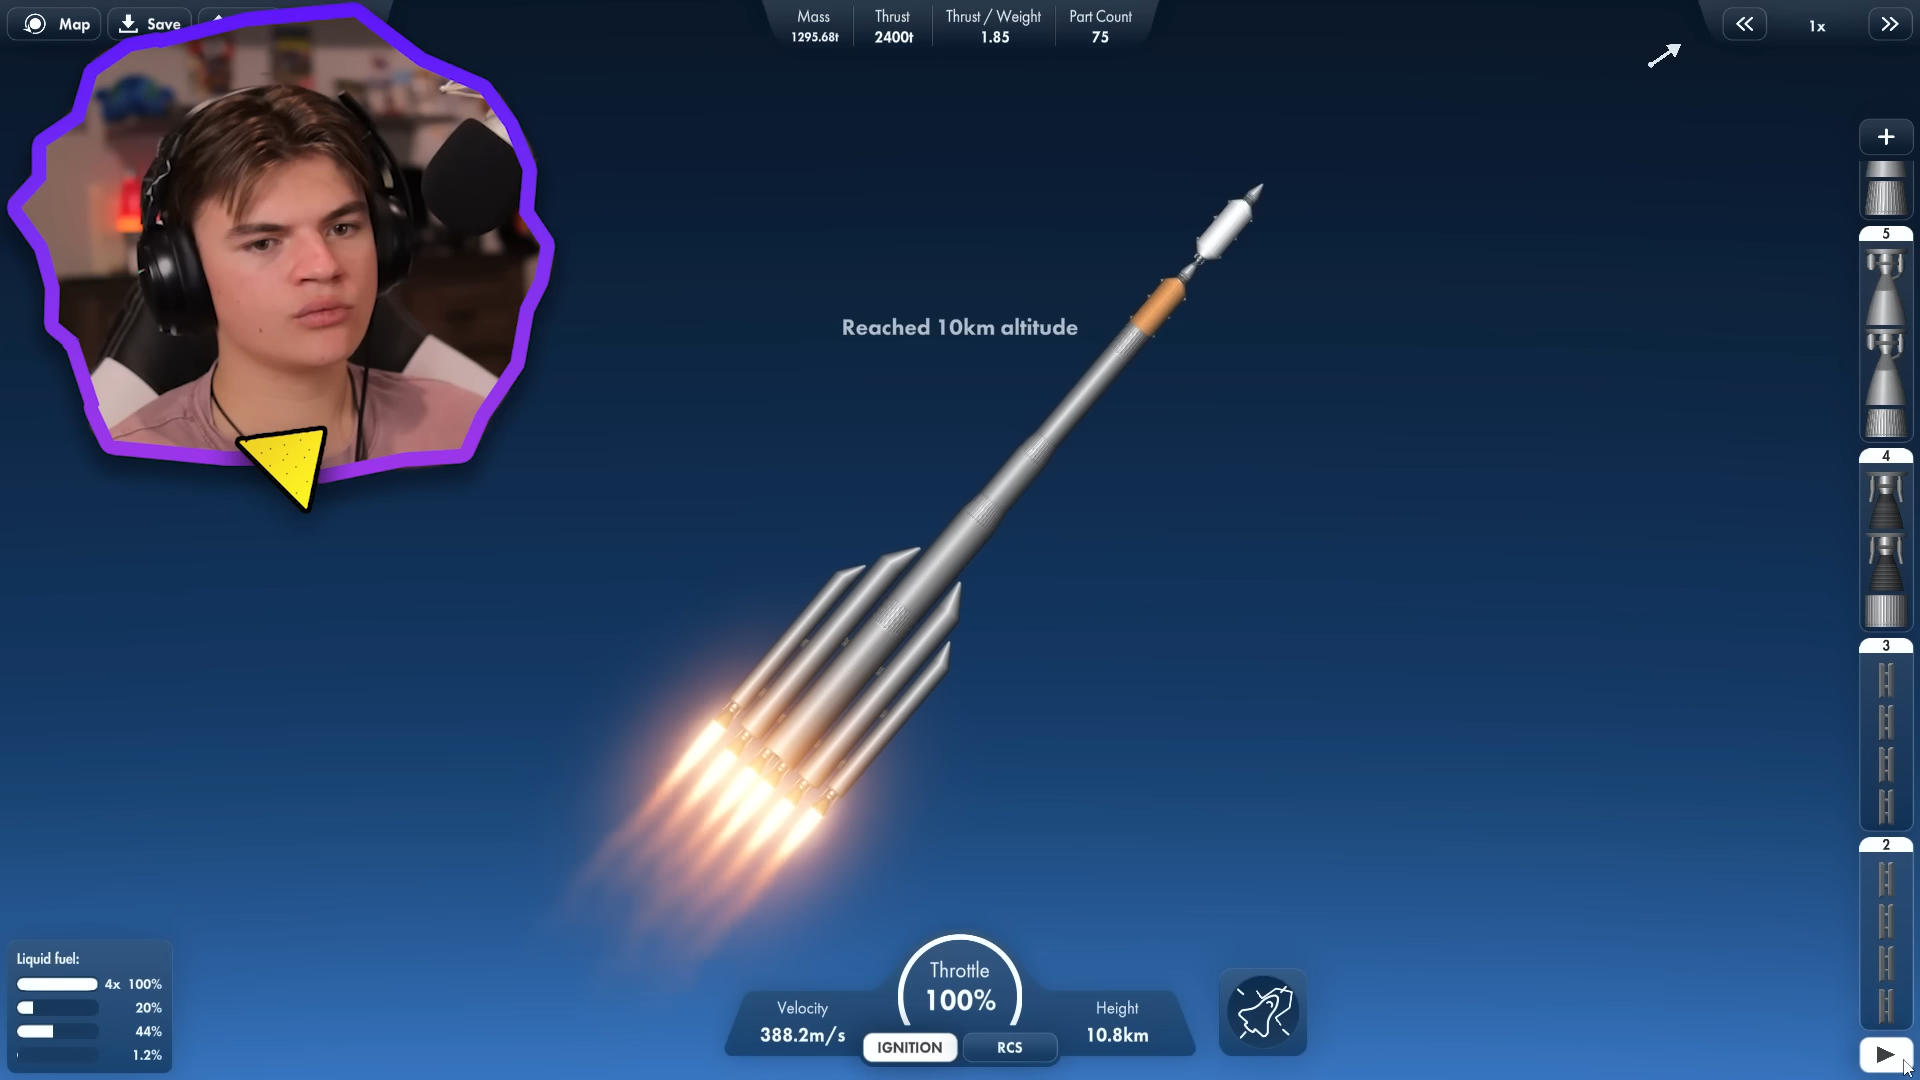 Map
Save
Mass
1295.68t
Thrust
2400t
Thrust / Weight
1.85
Part Count
75
1x
Reached 10km altitude
5
4
3
2
Liquid fuel:
4x 100%
20%
44%
1.2%
Throttle
100%
Velocity
388.2m/s
Height
10.8km
IGNITION
RCS